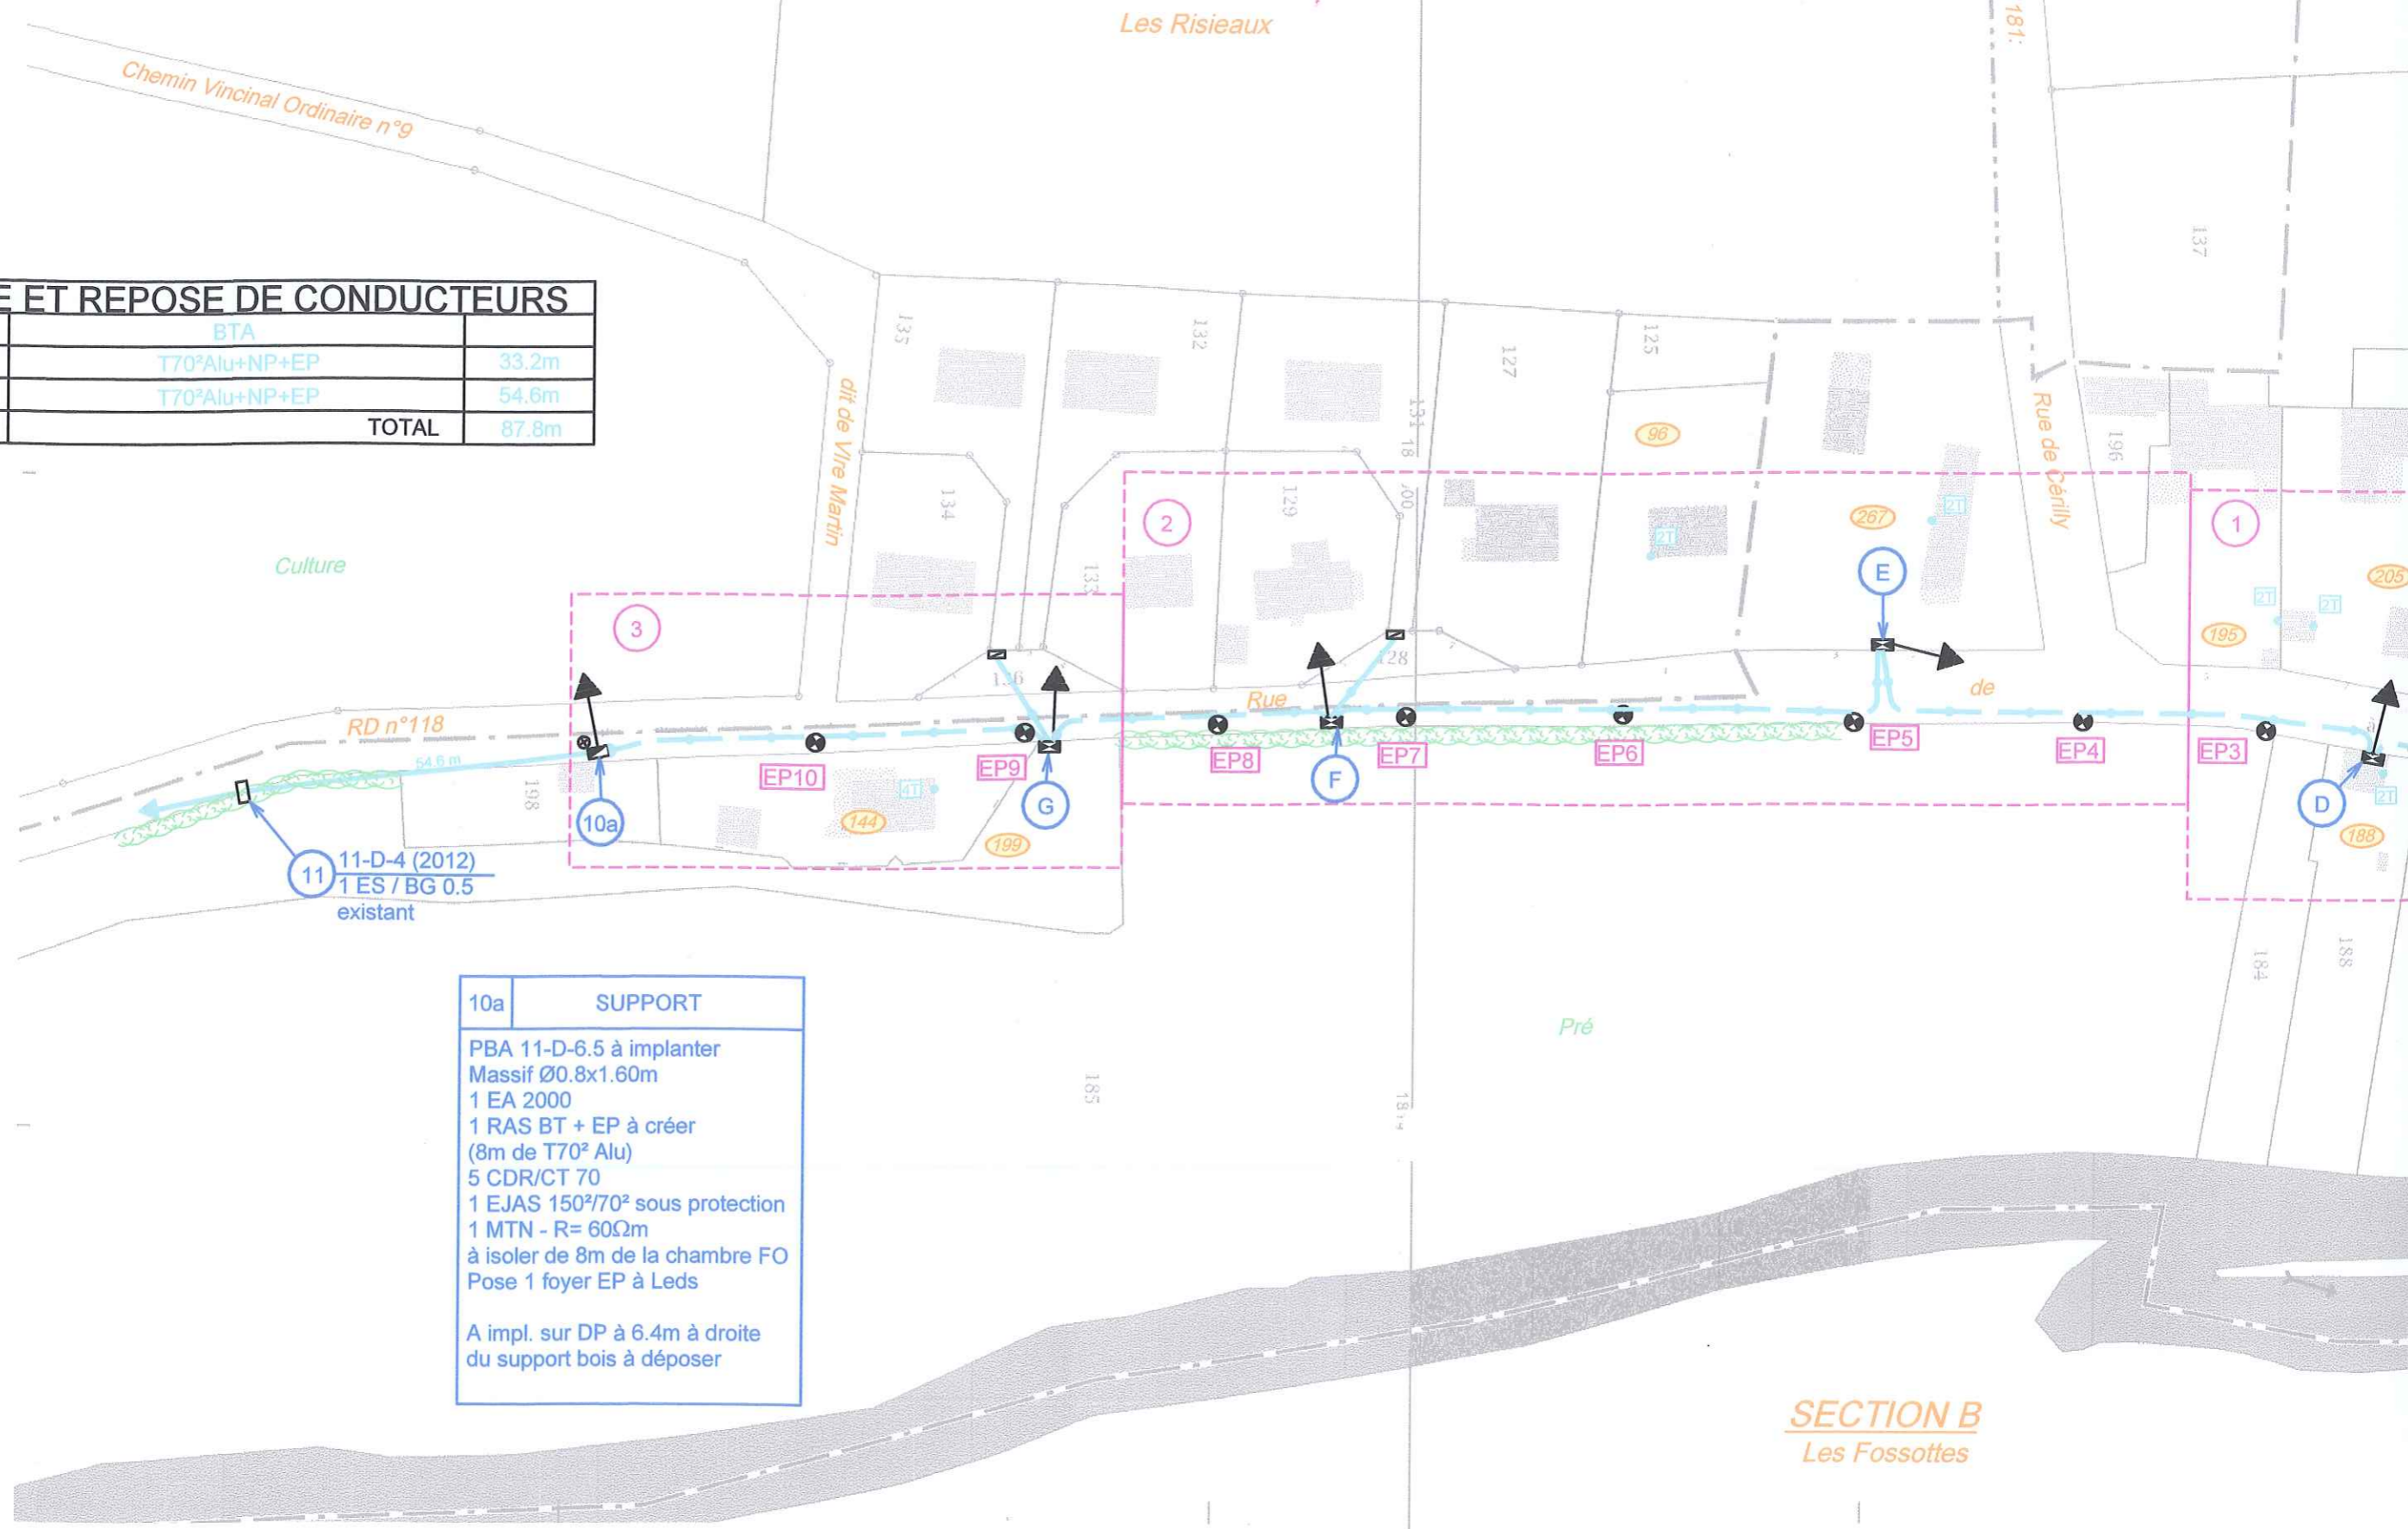 Les Risieaux
181:
Chemin Vincinal Ordinaire n°9
137
E ET REPOSE DE CONDUCTEURS
BTA
T70²Alu+NP+EP 33.2m
T70²Alu+NP+EP 54.6m
TOTAL 87.8m
135
132
127
125
131
18
00
96
dit de VIre Martin
Rue de Cérilly
196
134
133
129
2
267
2T
2T
1
205
Culture
E
2T
2T
195
3
128
Rue
de
RD n°118
54.6 m
198
EP10
EP9
EP8
EP7
EP6
EP5
EP4
EP3
4T
144
199
10a
G
F
D
2T
188
11
11-D-4 (2012)
1 ES / BG 0.5
existant
184
188
10a SUPPORT
PBA 11-D-6.5 à implanter
Massif Ø0.8x1.60m
1 EA 2000
1 RAS BT + EP à créer
(8m de T70² Alu)
5 CDR/CT 70
1 EJAS 150²/70² sous protection
1 MTN - R= 60Ωm
à isoler de 8m de la chambre FO
Pose 1 foyer EP à Leds
A impl. sur DP à 6.4m à droite
du support bois à déposer
185
Pré
SECTION B
Les Fossottes